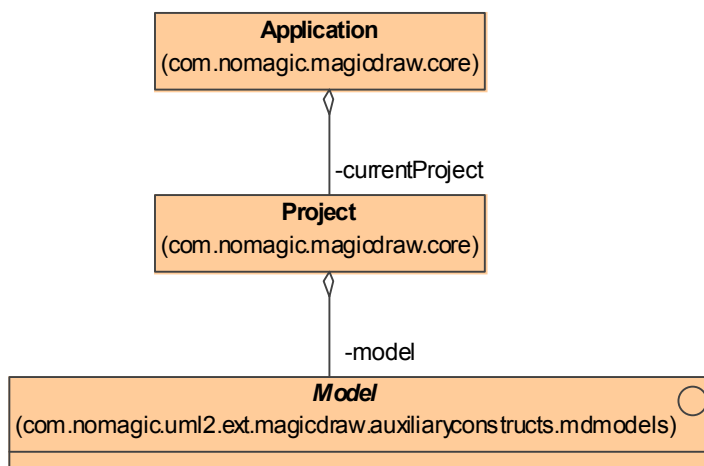 Application
(com.nomagic.magicdraw.core)
-currentProject
Project
(com.nomagic.magicdraw.core)
-model
Model
(com.nomagic.uml2.ext.magicdraw.auxiliaryconstructs.mdmodels)